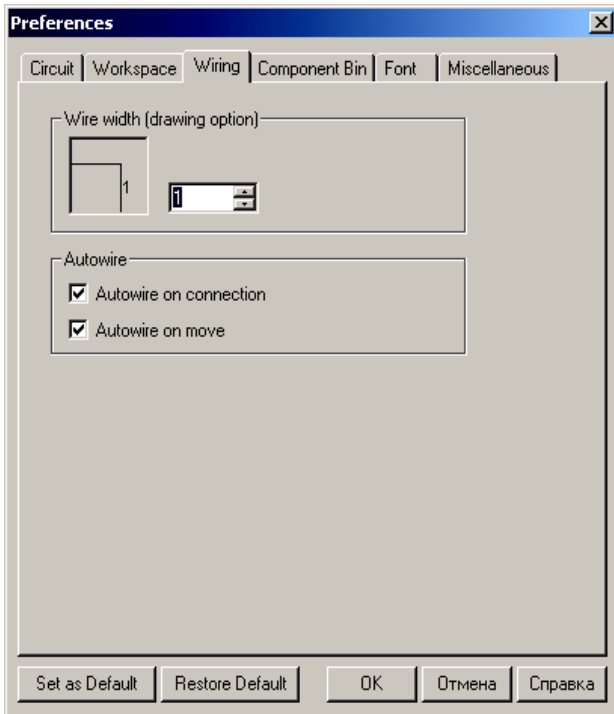 Preferences
Circuit Workspace Wiring Component Bin Font Miscellaneous
Wire width (drawing option)
1
1
Autowire
Autowire on connection
Autowire on move
Set as Default Restore Default OK Отмена Справка